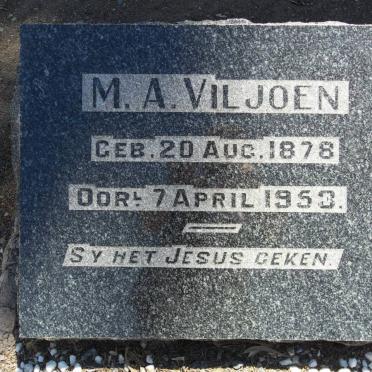 M. A. VILJOEN
GEB. 20 AUG. 1878
OORL. 7 APRIL 1953.
SY HET JESUS GEKEN.